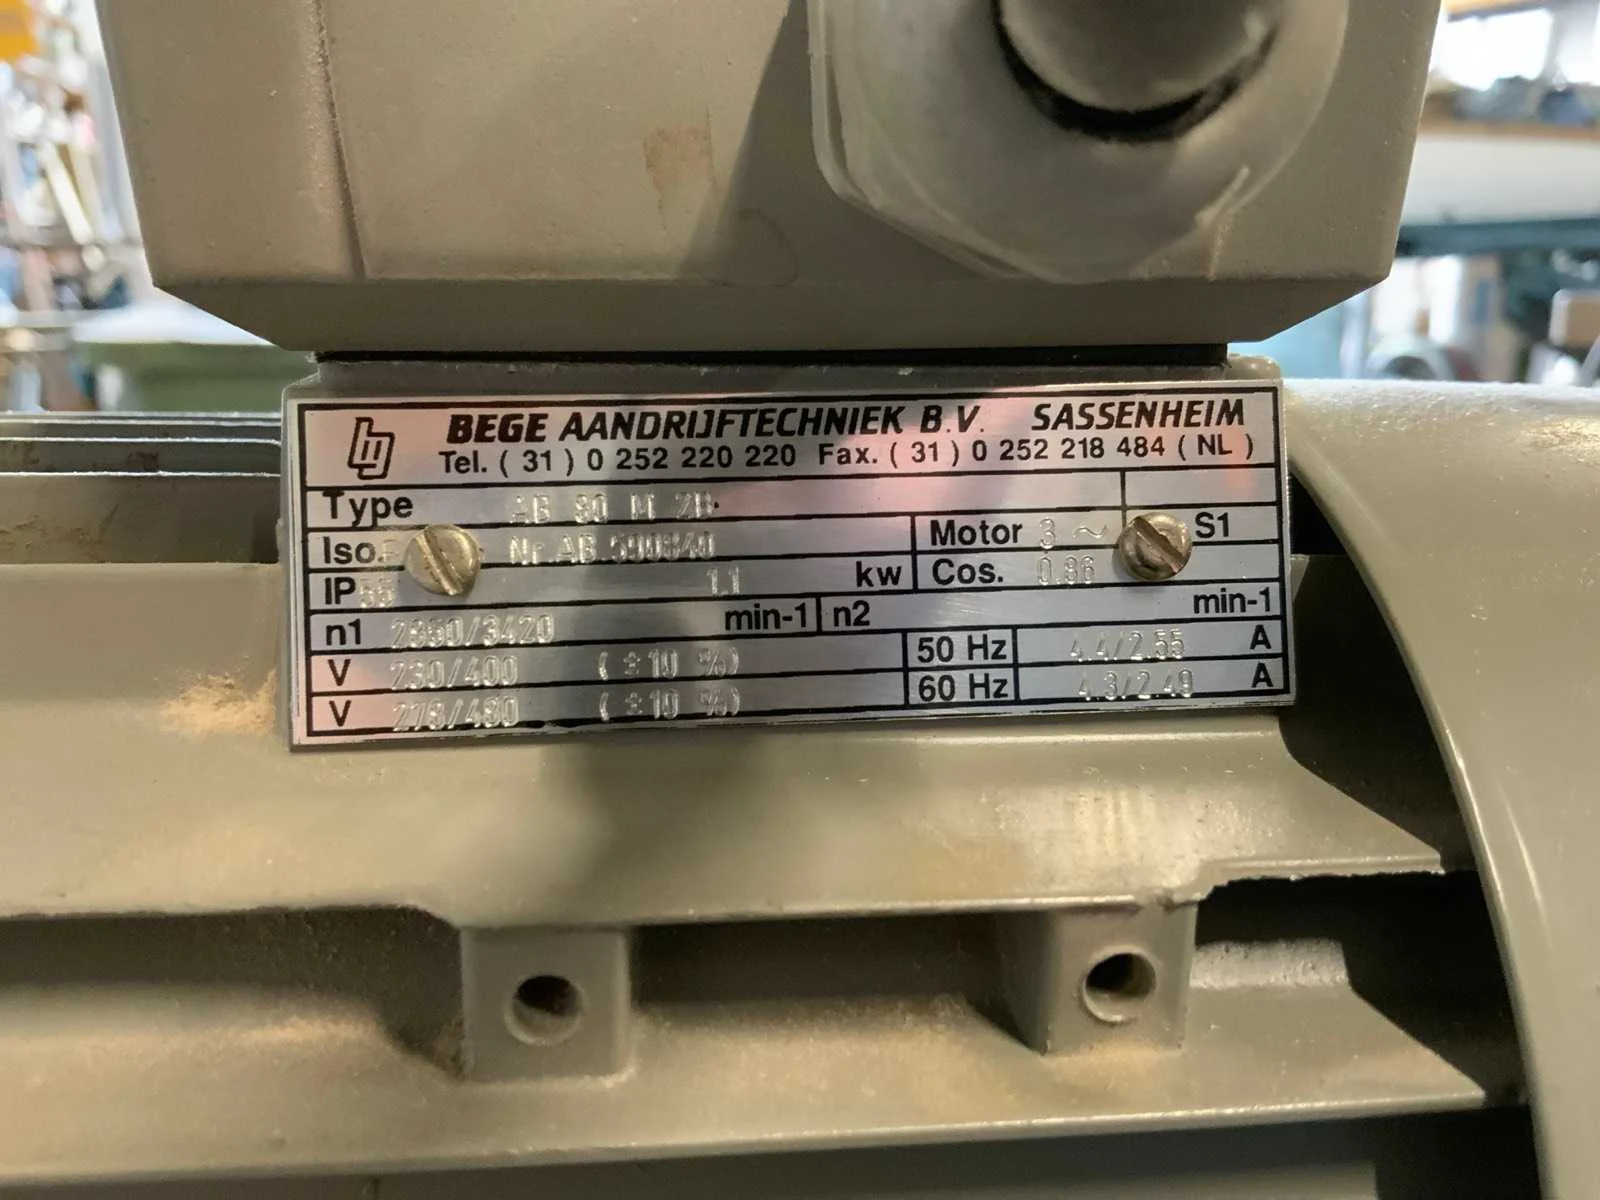 BEGE AANDRIJFTECHNIEK B.V. SASSENHEIM
Tel. ( 31 ) 0 252 220 220 Fax. ( 31 ) 0 252 218 484 ( NL )
Type AB 80 M 2B
Iso. F Nr. AB 590840 Motor 3 ~ S1
IP 55 1.1 kw Cos. 0.86
n1 2850/3420 min-1 n2 min-1
V 230/400 ( ±10 %) 50 Hz 4.4/2.55 A
V 278/480 ( ±10 %) 60 Hz 4.3/2.49 A